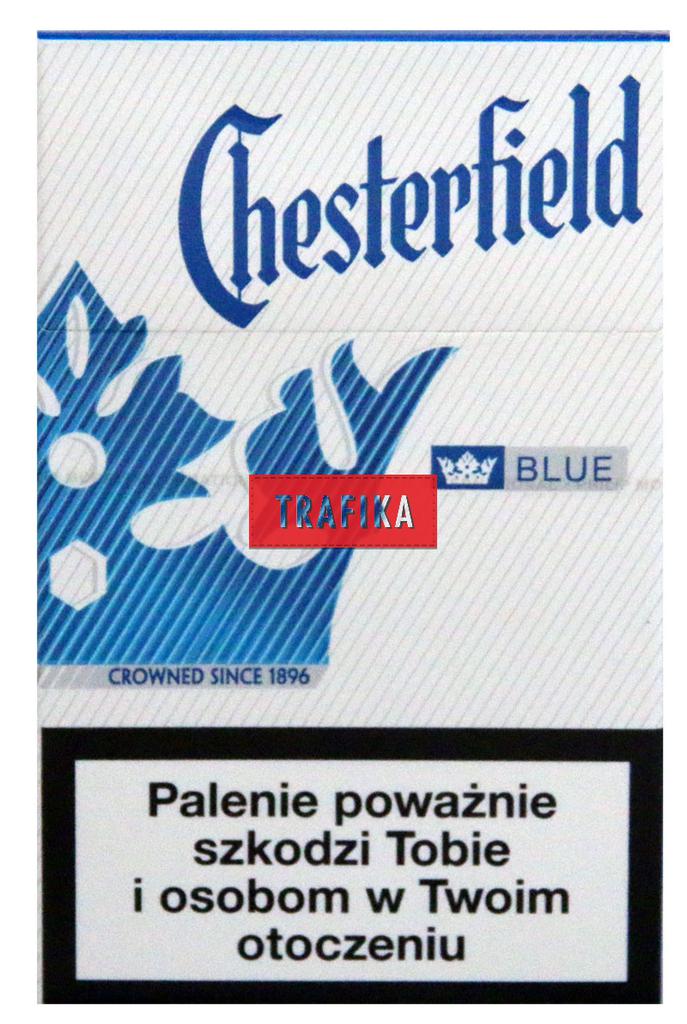 Chesterfield
BLUE
TRAFIKA
CROWNED SINCE 1896
Palenie poważnie
szkodzi Tobie
i osobom w Twoim
otoczeniu